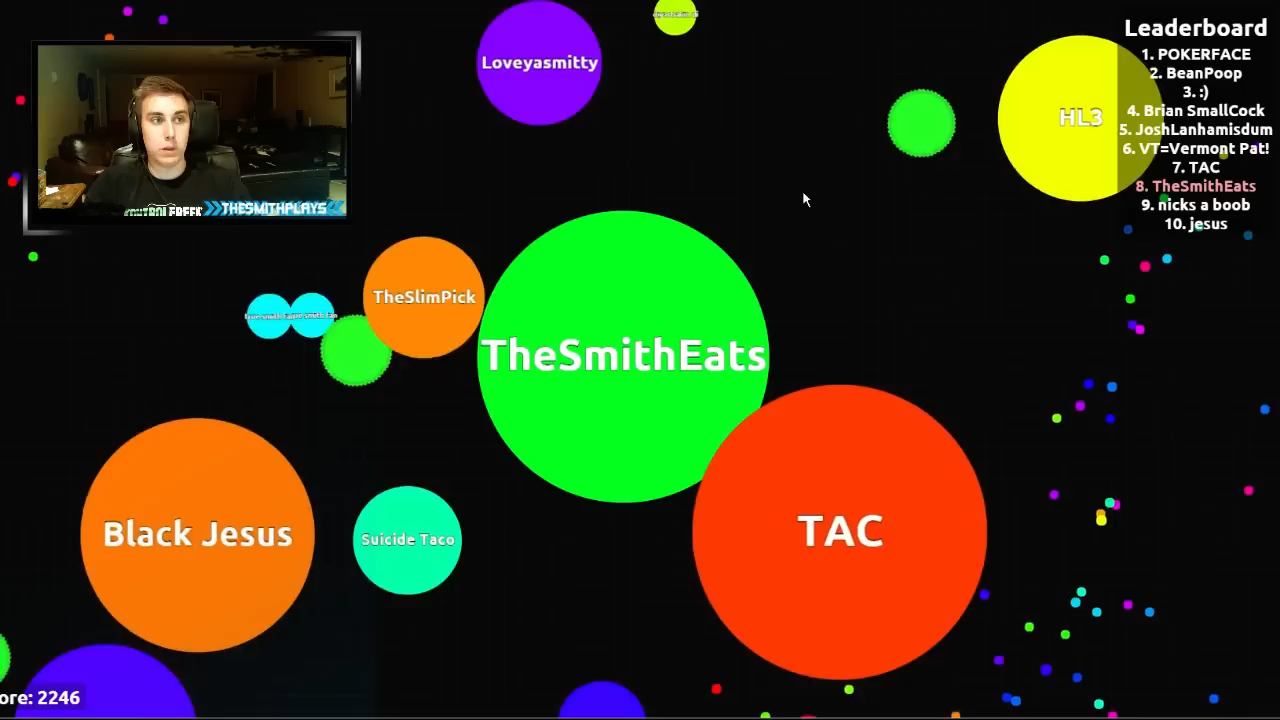 Loveyasmitty
HL3
Leaderboard
1. POKERFACE
2. BeanPoop
3. :)
4. Brian SmallCock
5. JoshLanhamisdum
6. VT=Vermont Pat!
7. TAC
8. TheSmithEats
9. nicks a boob
10. jesus
CONTROLFREEK
THESMITHPLAYS
TheSlimPick
TheSmithEats
TAC
Black Jesus
Suicide Taco
ore: 2246